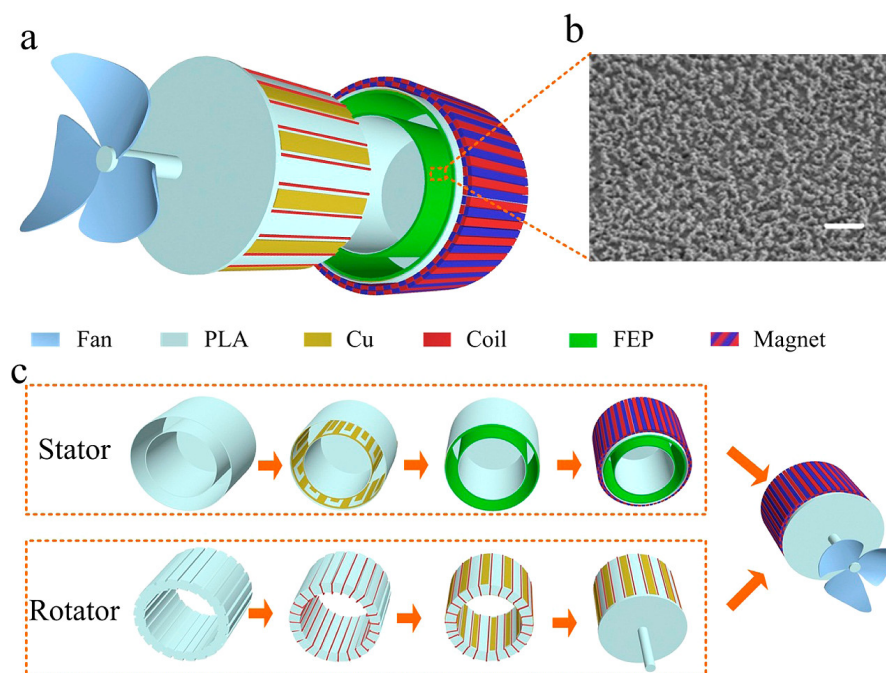 a
b
Fan PLA Cu Coil FEP Magnet
c
Stator
Rotator